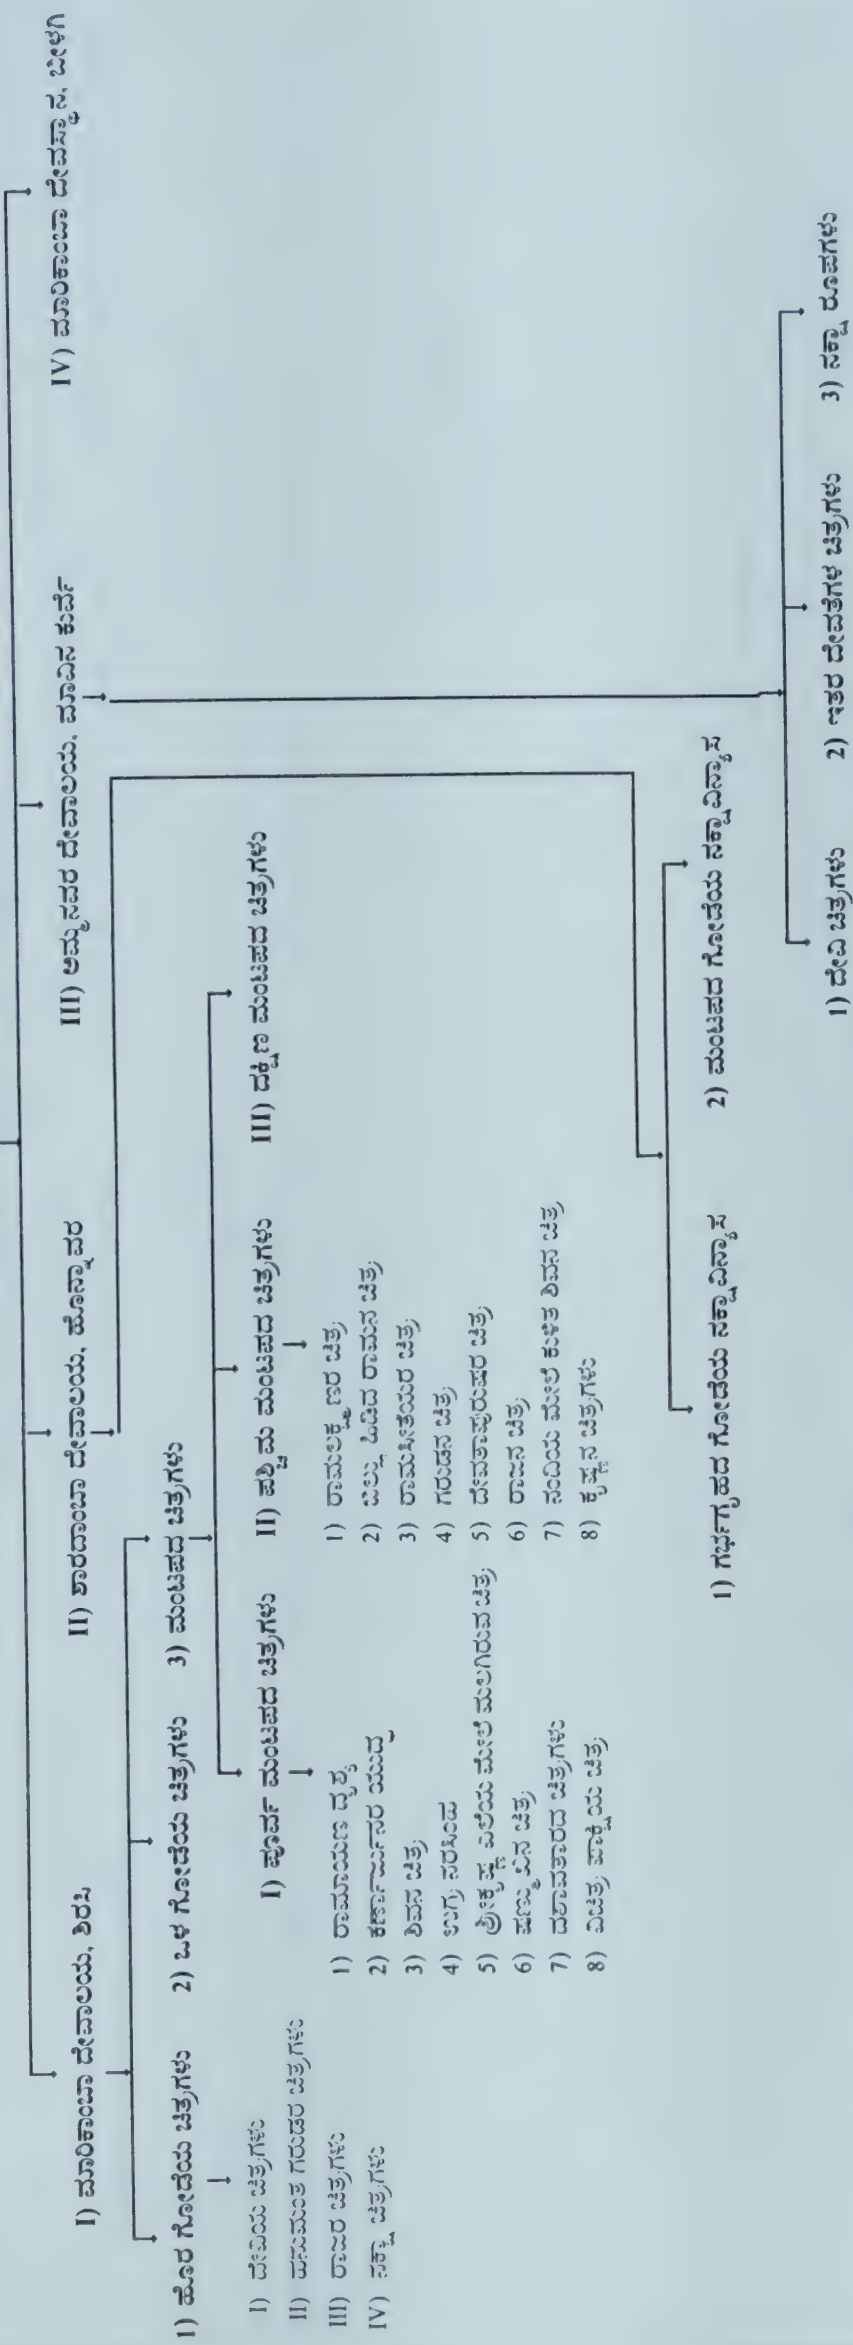 I) ಮಾರಿಕಾಂಬಾ ದೇವಾಲಯ, ಶಿರಸಿ
II) ಶಾರದಾಂಬಾ ದೇವಾಲಯ, ಹೊನ್ನಾವರ
III) ಅಮ್ಮನವರ ದೇವಾಲಯ, ಮಾವಿನ ಕುರ್ವೆ
IV) ಮಾರಿಕಾಂಬಾ ದೇವಸ್ಥಾನ, ಬೀಳಗಿ
1) ಹೊರ ಗೋಡೆಯ ಚಿತ್ರಗಳು
2) ಒಳ ಗೋಡೆಯ ಚಿತ್ರಗಳು
3) ಮಂಟಪದ ಚಿತ್ರಗಳು
I) ದೇವಿಯ ಚಿತ್ರಗಳು
II) ಹನುಮಂತ ಗರುಡರ ಚಿತ್ರಗಳು
III) ರಾಜರ ಚಿತ್ರಗಳು
IV) ನಕ್ಷಾ ಚಿತ್ರಗಳು
I) ಪೂರ್ವ ಮಂಟಪದ ಚಿತ್ರಗಳು
II) ಪಶ್ಚಿಮ ಮಂಟಪದ ಚಿತ್ರಗಳು
III) ದಕ್ಷಿಣ ಮಂಟಪದ ಚಿತ್ರಗಳು
1) ರಾಮಾಯಣ ದೃಶ್ಯ
2) ಕರ್ಣಾರ್ಜುನರ ಯುದ್ಧ
3) ಶಿವನ ಚಿತ್ರ
4) ಉಗ್ರ ನರಸಿಂಹ
5) ಶ್ರೀಕೃಷ್ಣ ಎಲೆಯ ಮೇಲೆ ಮಲಗಿರುವ ಚಿತ್ರ
6) ಷಣ್ಮುಖನ ಚಿತ್ರ
7) ದಶಾವತಾರದ ಚಿತ್ರಗಳು
8) ವಿಚಿತ್ರ ಪಾಕ್ಷಿಯ ಚಿತ್ರ
1) ರಾಮಲಕ್ಷ್ಮಣರ ಚಿತ್ರ
2) ಬಿಲ್ಲು ಹಿಡಿದ ರಾಮನ ಚಿತ್ರ
3) ರಾಮಸೀತೆಯರ ಚಿತ್ರ
4) ಗರುಡನ ಚಿತ್ರ
5) ದೇವತಾಪುರುಷರ ಚಿತ್ರ
6) ರಾಜನ ಚಿತ್ರ
7) ನಂದಿಯ ಮೇಲೆ ಕುಳಿತ ಶಿವನ ಚಿತ್ರ
8) ಕೃಷ್ಣನ ಚಿತ್ರಗಳು
1) ಗರ್ಭಗೃಹದ ಗೋಡೆಯ ನಕ್ಷಾವಿನ್ಯಾಸ
2) ಮಂಟಪದ ಗೋಡೆಯ ನಕ್ಷಾವಿನ್ಯಾಸ
1) ದೇವಿ ಚಿತ್ರಗಳು
2) ಇತರ ದೇವತೆಗಳ ಚಿತ್ರಗಳು
3) ನಕ್ಷಾ ರೂಪಗಳು